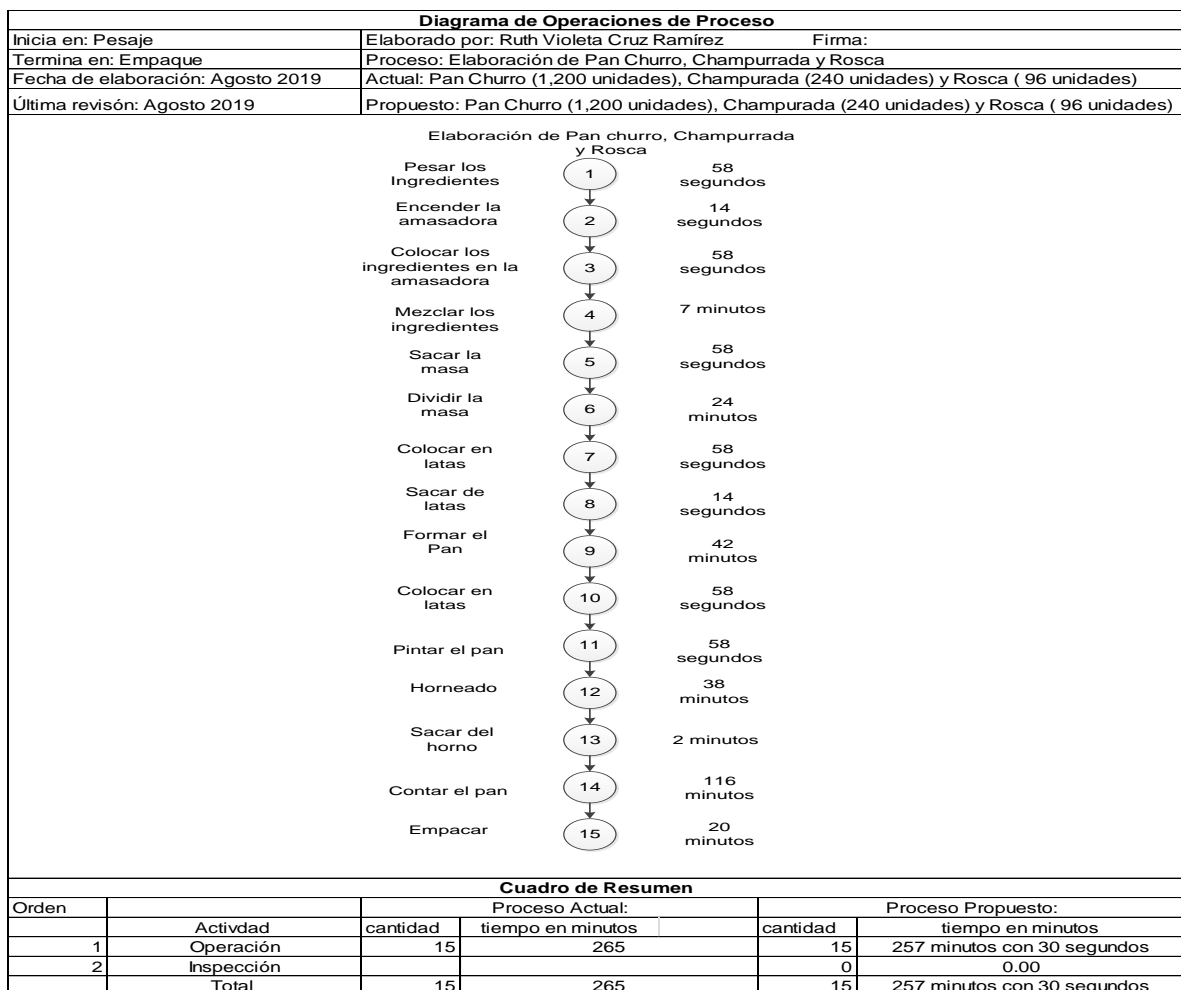 Diagrama de Operaciones de Proceso
Inicia en: Pesaje Elaborado por: Ruth Violeta Cruz Ramírez Firma:
Termina en: Empaque Proceso: Elaboración de Pan Churro, Champurrada y Rosca
Fecha de elaboración: Agosto 2019 Actual: Pan Churro (1,200 unidades), Champurada (240 unidades) y Rosca ( 96 unidades)
Última revisón: Agosto 2019 Propuesto: Pan Churro (1,200 unidades), Champurada (240 unidades) y Rosca ( 96 unidades)
Elaboración de Pan churro, Champurrada
y Rosca
Pesar los
Ingredientes
1
58
segundos
Encender la
amasadora
2
14
segundos
Colocar los
ingredientes en la
amasadora
3
58
segundos
Mezclar los
ingredientes
4
7 minutos
Sacar la
masa
5
58
segundos
Dividir la
masa
6
24
minutos
Colocar en
latas
7
58
segundos
Sacar de
latas
8
14
segundos
Formar el
Pan
9
42
minutos
Colocar en
latas
10
58
segundos
Pintar el pan
11
58
segundos
Horneado
12
38
minutos
Sacar del
horno
13
2 minutos
Contar el pan
14
116
minutos
Empacar
15
20
minutos
Cuadro de Resumen
Orden Proceso Actual: Proceso Propuesto:
Activdad cantidad tiempo en minutos cantidad tiempo en minutos
1 Operación 15 265 15 257 minutos con 30 segundos
2 Inspección 0 0.00
Total 15 265 15 257 minutos con 30 segundos